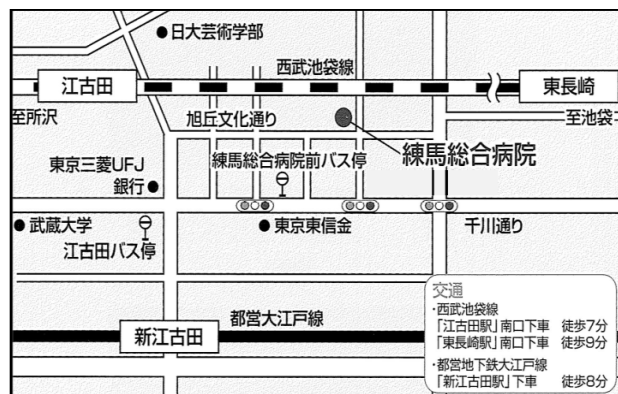 日大芸術学部
西武池袋線
江古田
東長崎
至所沢
旭丘文化通り
至池袋
練馬総合病院
東京三菱UFJ
銀行
練馬総合病院前バス停
武蔵大学
江古田バス停
東京東信金
千川通り
交通
・西武池袋線
「江古田駅」南口下車 徒歩7分
「東長崎駅」南口下車 徒歩9分
・都営地下鉄大江戸線
「新江古田駅」下車 徒歩8分
都営大江戸線
新江古田